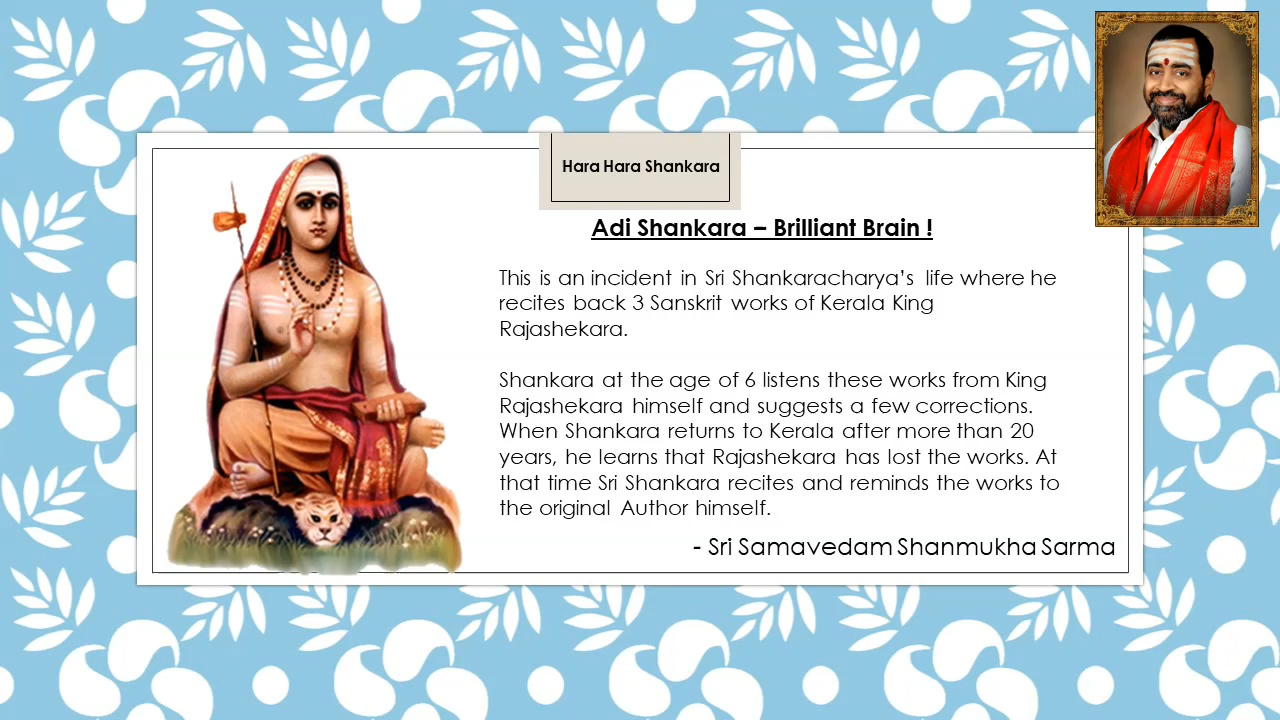 Hara Hara Shankara
Adi Shankara – Brilliant Brain !
This is an incident in Sri Shankaracharya’s life where he
recites back 3 Sanskrit works of Kerala King
Rajashekara.
Shankara at the age of 6 listens these works from King
Rajashekara himself and suggests a few corrections.
When Shankara returns to Kerala after more than 20
years, he learns that Rajashekara has lost the works. At
that time Sri Shankara recites and reminds the works to
the original Author himself.
- Sri Samavedam Shanmukha Sarma